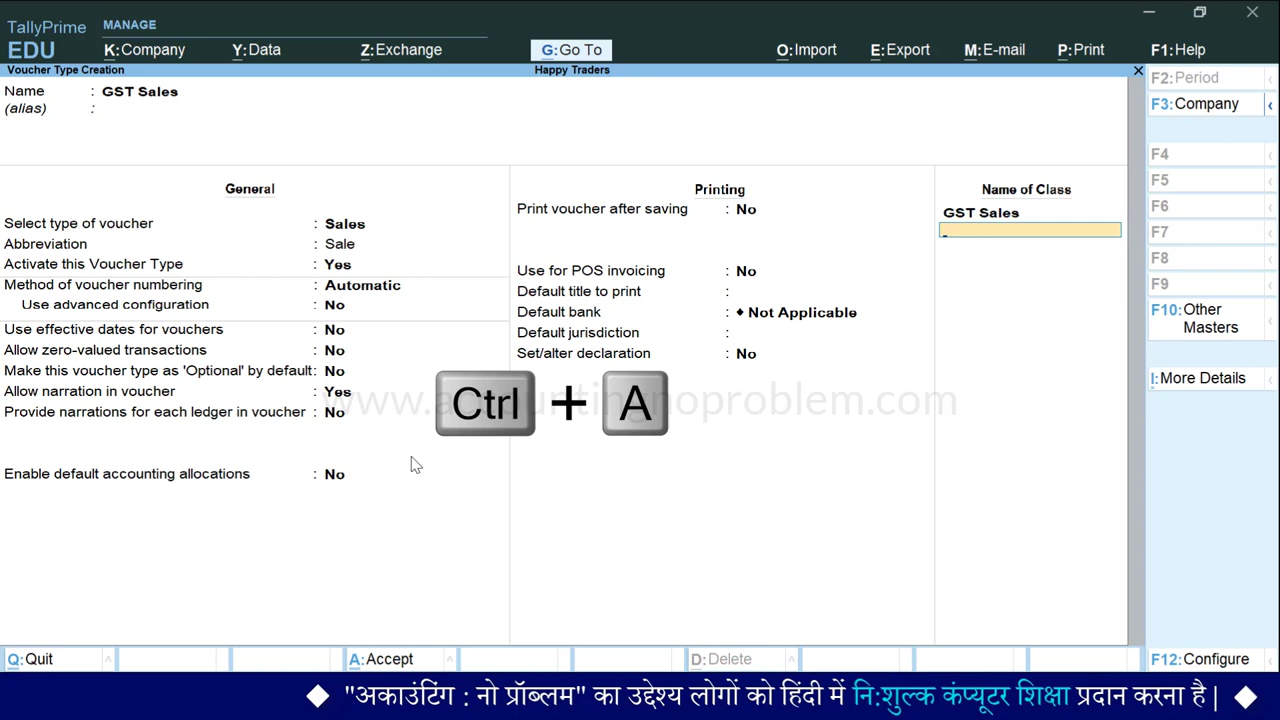 TallyPrime
EDU
MANAGE
K:Company
Y:Data
Z:Exchange
G:Go To
O:Import
E:Export
M:E-mail
P:Print
F1:Help
Voucher Type Creation
Happy Traders
Name : GST Sales
(alias) :
General
Select type of voucher : Sales
Abbreviation : Sale
Activate this Voucher Type : Yes
Method of voucher numbering : Automatic
Use advanced configuration : No
Use effective dates for vouchers : No
Allow zero-valued transactions : No
Make this voucher type as 'Optional' by default: No
Allow narration in voucher : Yes
Provide narrations for each ledger in voucher : No
Enable default accounting allocations : No
Printing
Print voucher after saving : No
Use for POS invoicing : No
Default title to print :
Default bank : ♦ Not Applicable
Default jurisdiction :
Set/alter declaration : No
Name of Class
GST Sales
www.accountingnoproblem.com
Ctrl + A
F2:Period
F3:Company
F4
F5
F6
F7
F8
F9
F10:Other
Masters
I:More Details
Q:Quit
A:Accept
D:Delete
F12:Configure
◆ "अकाउंटिंग : नो प्रॉब्लम" का उद्देश्य लोगों को हिंदी में नि:शुल्क कंप्यूटर शिक्षा प्रदान करना है | ◆